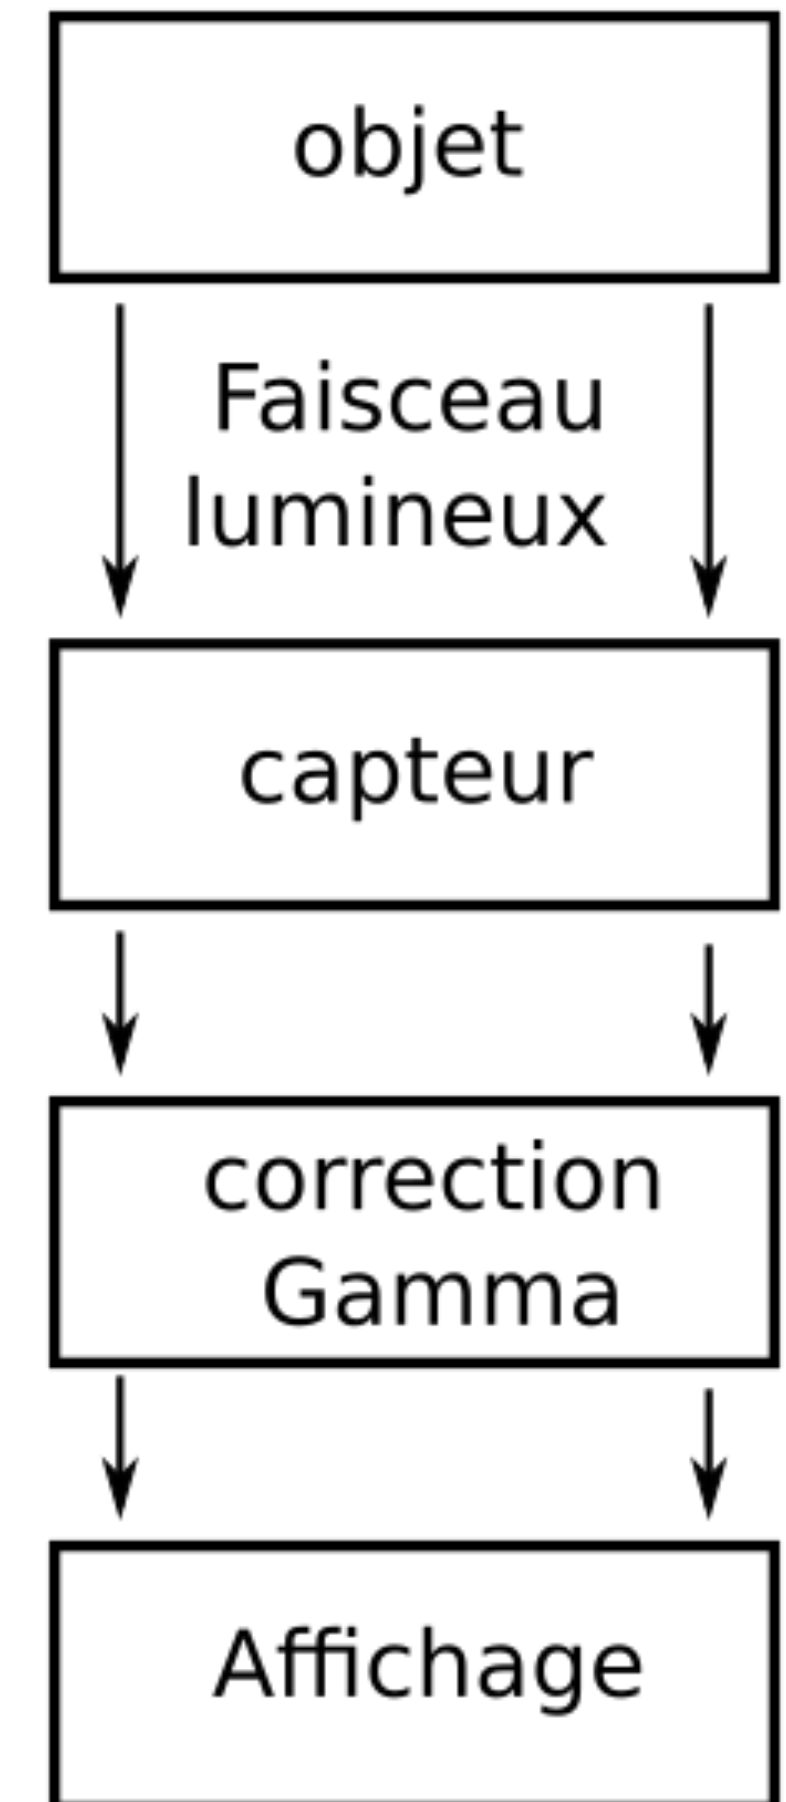 objet
Faisceau
lumineux
capteur
correction
Gamma
Affichage